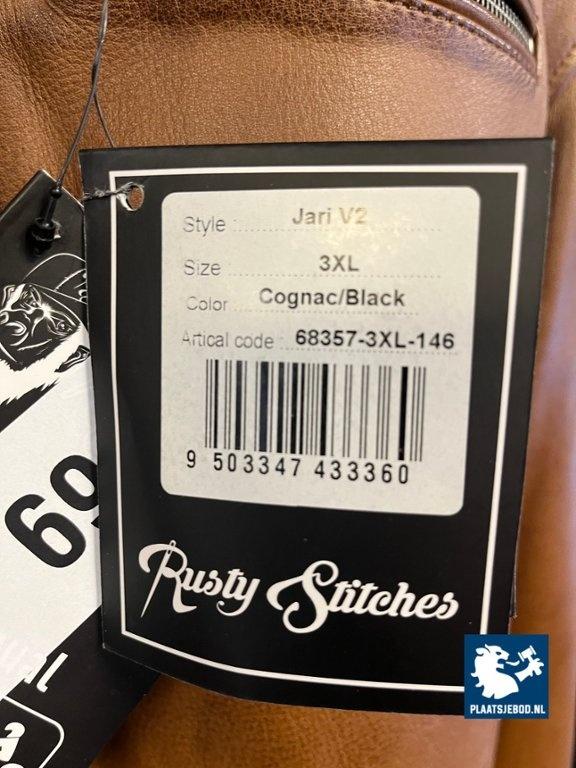 Style : Jari V2
Size : 3XL
Color Cognac/Black
Artical code : 68357-3XL-146
9 503347 433360
Rusty Stitches
69
PLAATSJEBOD.NL